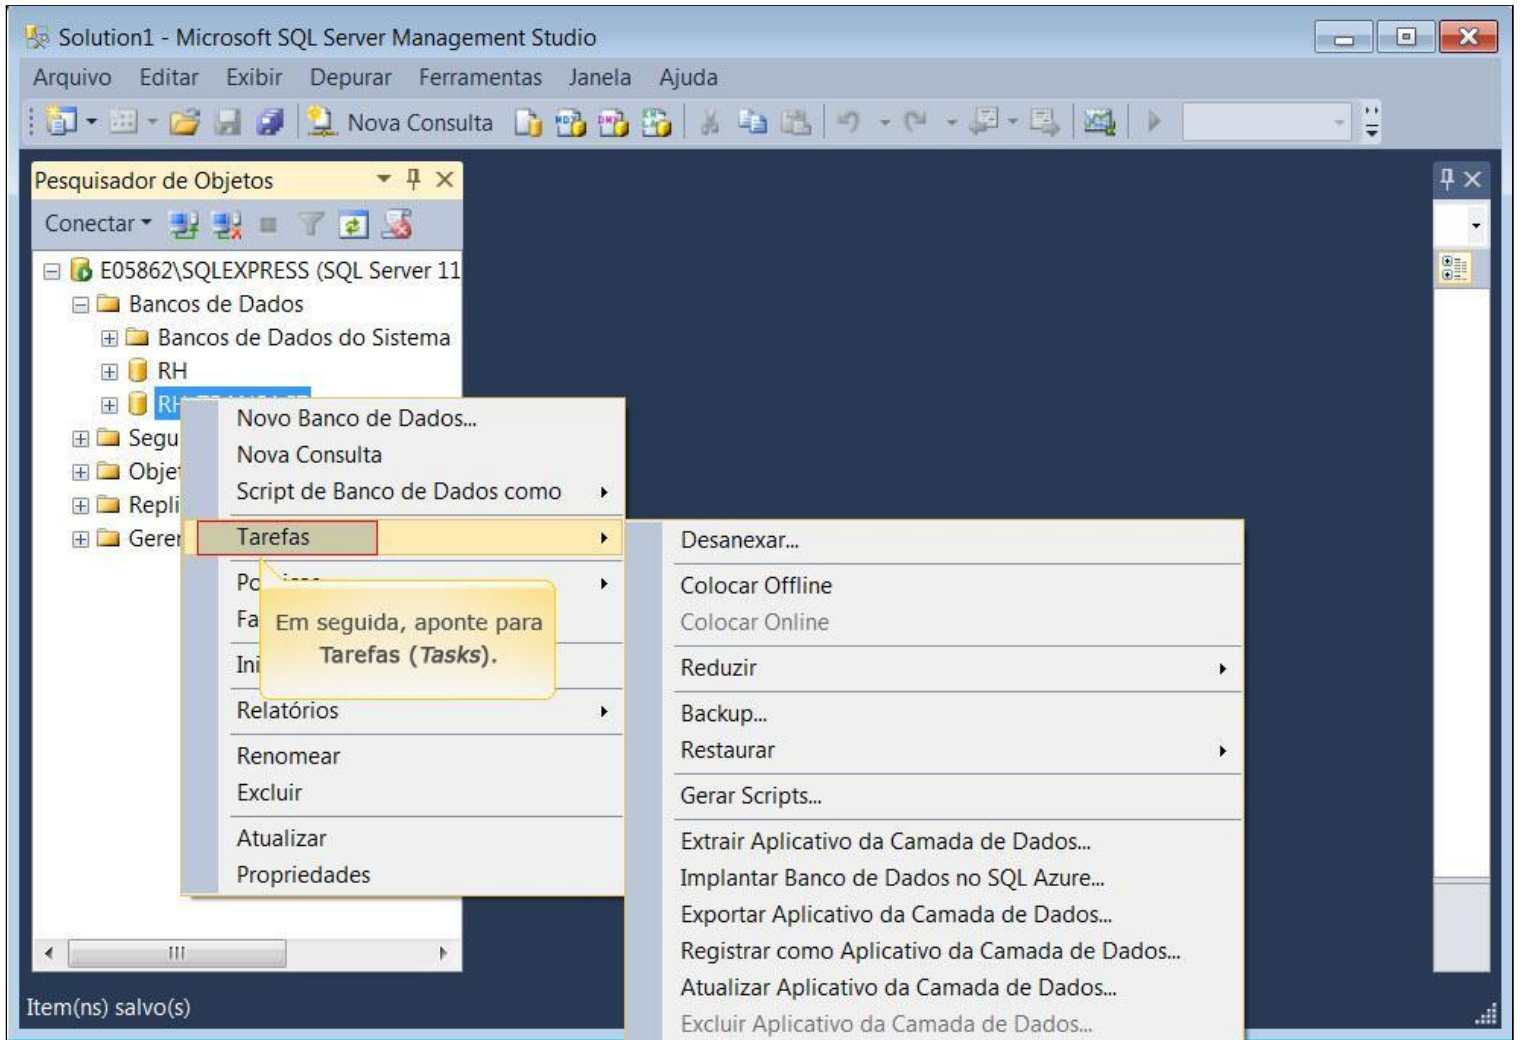 Solution1 - Microsoft SQL Server Management Studio
Arquivo Editar Exibir Depurar Ferramentas Janela Ajuda
Nova Consulta
Pesquisador de Objetos
Conectar
E05862\SQLEXPRESS (SQL Server 11
Bancos de Dados
Bancos de Dados do Sistema
RH
Segu
Objet
Repli
Geren
Novo Banco de Dados...
Nova Consulta
Script de Banco de Dados como
Tarefas
Em seguida, aponte para
Tarefas (Tasks).
Relatórios
Renomear
Excluir
Atualizar
Propriedades
Desanexar...
Colocar Offline
Colocar Online
Reduzir
Backup...
Restaurar
Gerar Scripts...
Extrair Aplicativo da Camada de Dados...
Implantar Banco de Dados no SQL Azure...
Exportar Aplicativo da Camada de Dados...
Registrar como Aplicativo da Camada de Dados...
Atualizar Aplicativo da Camada de Dados...
Excluir Aplicativo da Camada de Dados...
Item(ns) salvo(s)